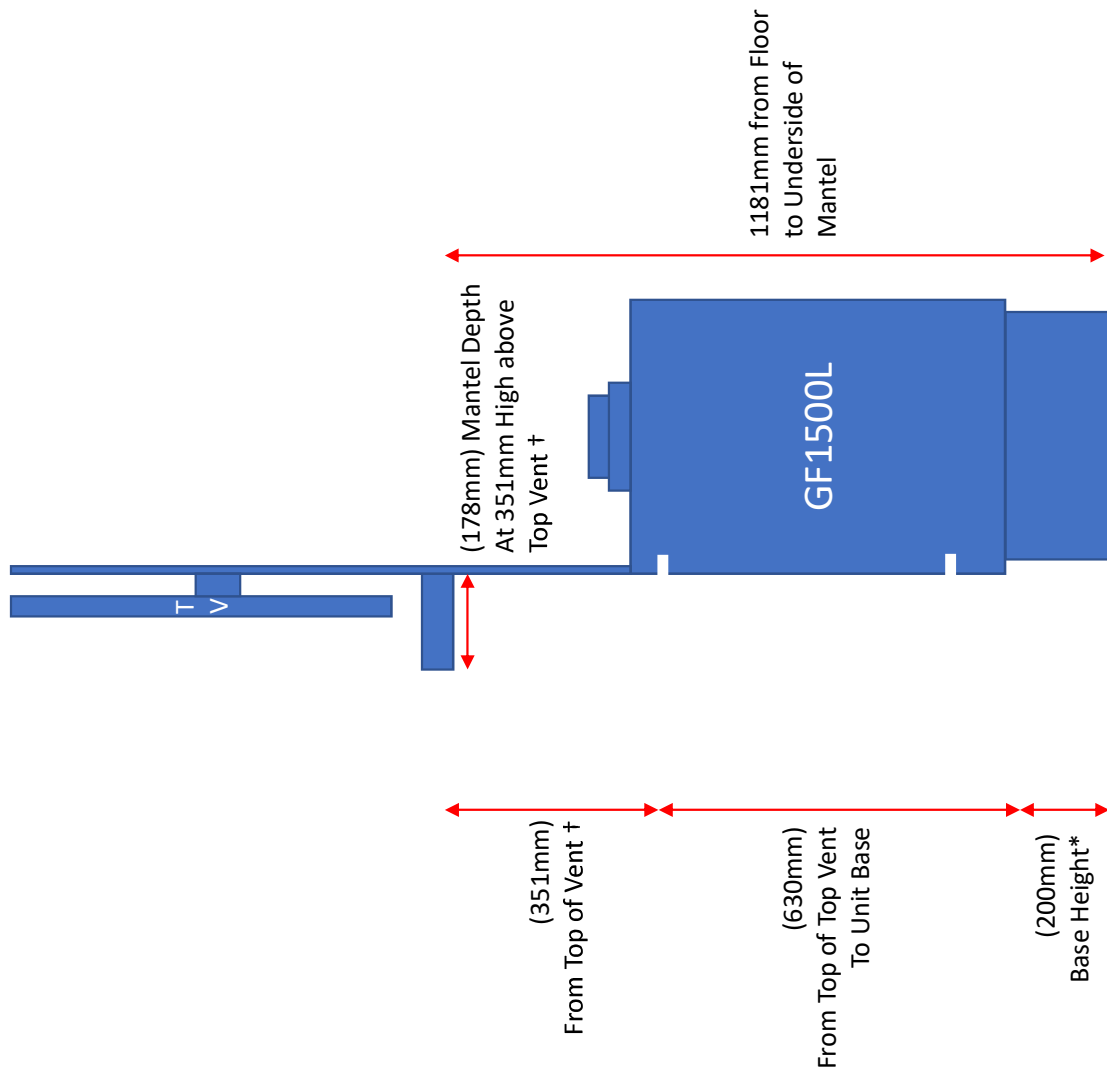 T
V
(178mm) Mantel Depth
At 351mm High above
Top Vent †
1181mm from Floor
to Underside of
Mantel
GF1500L
(351mm)
From Top of Vent †
(630mm)
From Top of Top Vent
To Unit Base
(200mm)
Base Height*